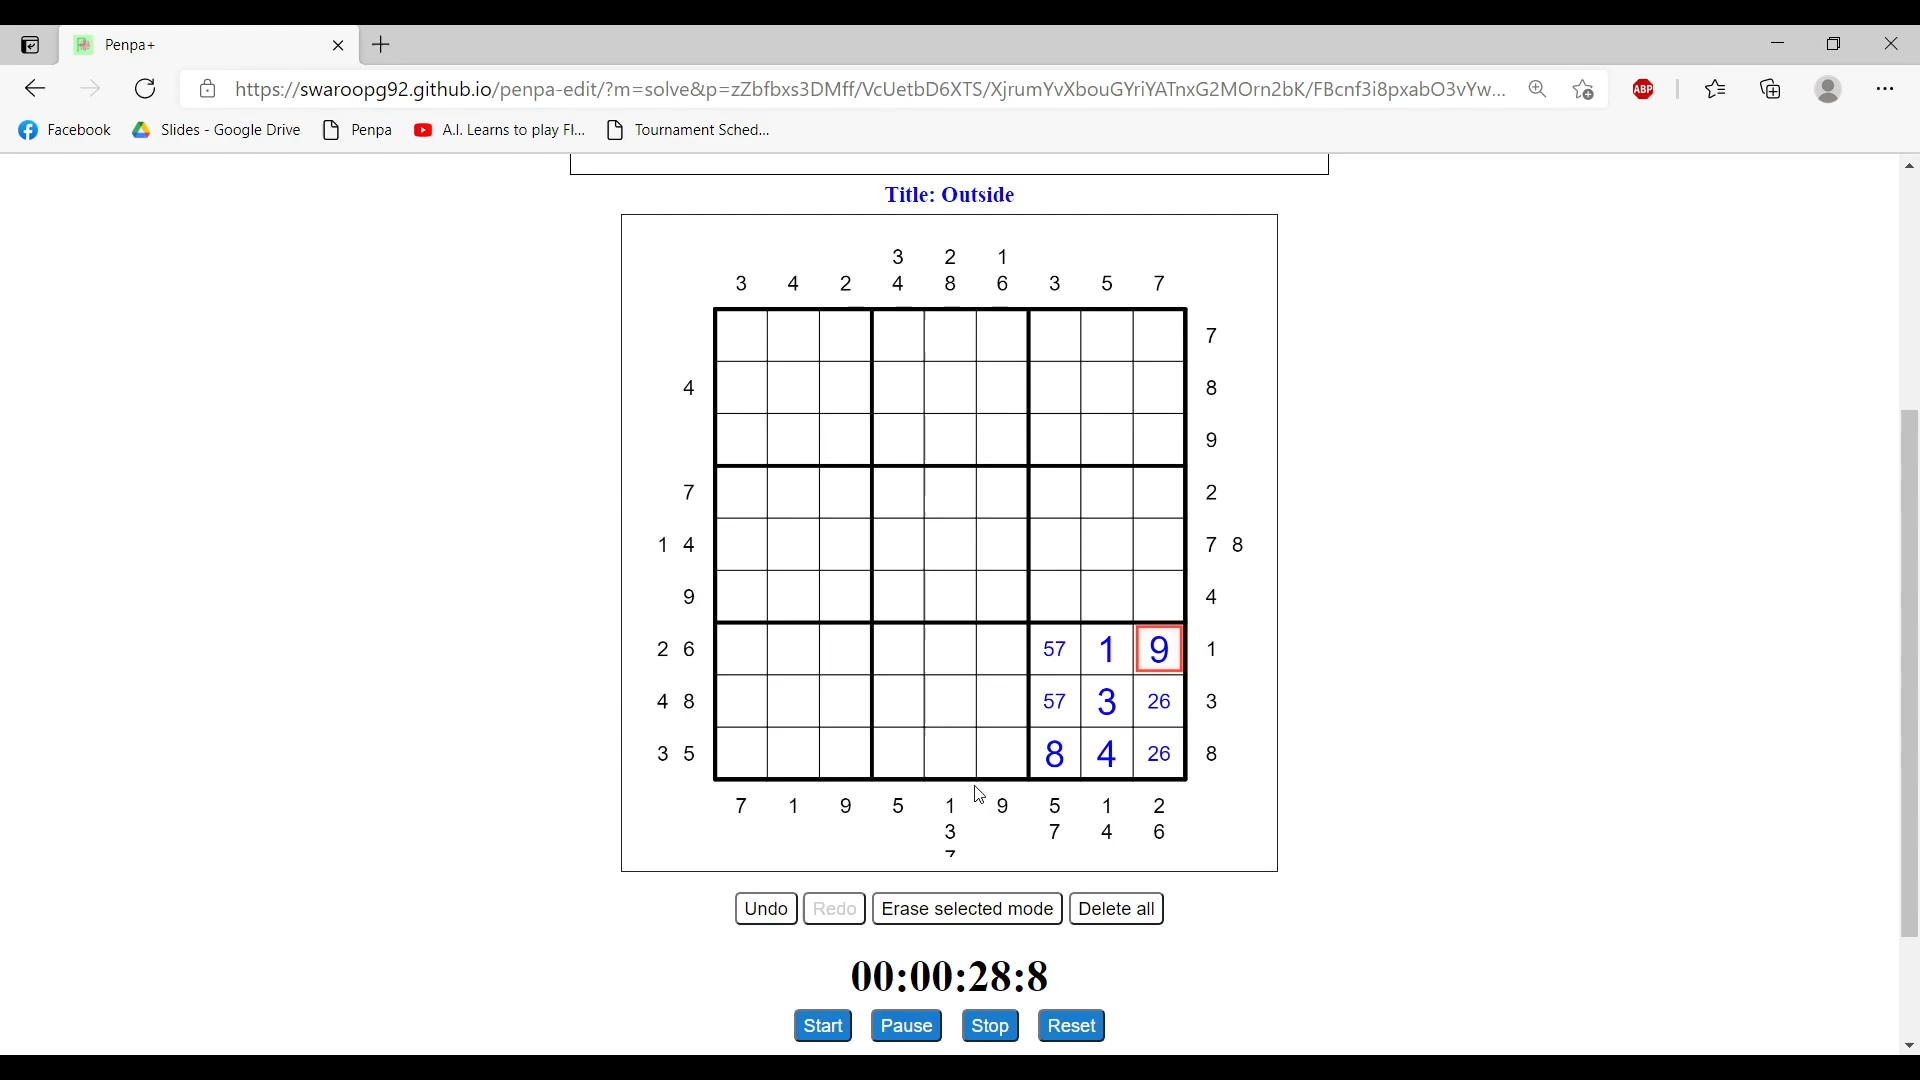 Penpa+
https://swaroopg92.github.io/penpa-edit/?m=solve&p=zZbfbxs3DMff/VcUetbD6XTS/XjrumYvXbouGYriYATnxG2MOrn2bK/FBcnf3i8pxabO3vYw...
ABP
Facebook Slides - Google Drive Penpa A.I. Learns to play Fl... Tournament Sched...
Title: Outside
3 2 1
3 4 2 4 8 6 3 5 7
7
4 8
9
7 2
1 4 7 8
9 4
2 6 57 1 9 1
4 8 57 3 26 3
3 5 8 4 26 8
7 1 9 5 1 9 5 1 2
3 7 4 6
7
Undo Redo Erase selected mode Delete all
00:00:28:8
Start Pause Stop Reset